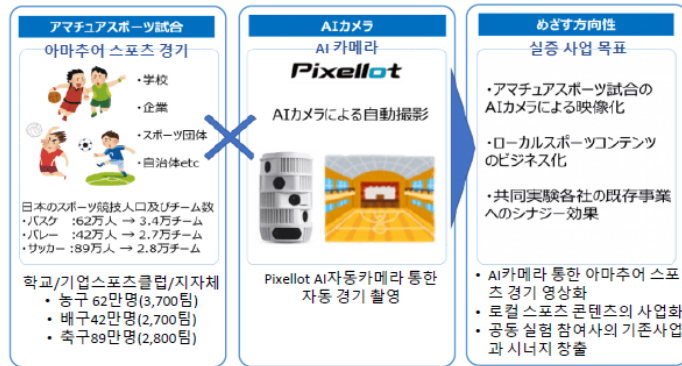 アマチュアスポーツ試合
아마추어 스포츠 경기
・学校
・企業
・スポーツ団体
・自治体etc
日本のスポーツ競技人口及びチーム数
・バスケ :62万人 → 3.4万チーム
・バレー :42万人 → 2.7万チーム
・サッカー:89万人 → 2.8万チーム
학교/기업스포츠클럽/지자체
• 농구 62만명(3,700팀)
• 배구42만명(2,700팀)
• 축구89만명(2,800팀)
AIカメラ
AI 카메라
Pixellot
AIカメラによる自動撮影
Pixellot AI자동카메라 통한
자동 경기 촬영
めざす方向性
실증 사업 목표
・アマチュアスポーツ試合の
AIカメラによる映像化
・ローカルスポーツコンテンツ
のビジネス化
・共同実験各社の既存事業
へのシナジー効果
• AI카메라 통한 아마추어 스포
츠 경기 영상화
• 로컬 스포츠 콘텐츠의 사업화
• 공동 실험 참여사의 기존사업
과 시너지 창출